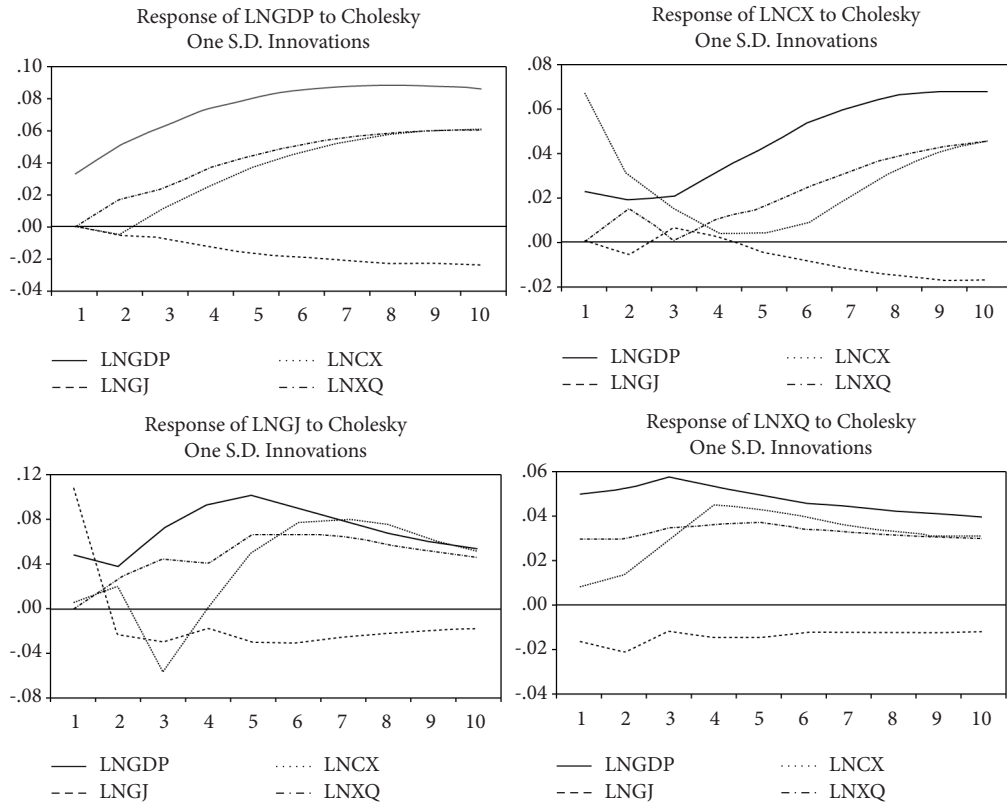 Response of LNGDP to Cholesky
One S.D. Innovations
.10
.08
.06
.04
.02
.00
-.02
-.04
1 2 3 4 5 6 7 8 9 10
LNGDP LNCX
LNGJ LNXQ
Response of LNCX to Cholesky
One S.D. Innovations
.08
.06
.04
.02
.00
-.02
1 2 3 4 5 6 7 8 9 10
LNGDP LNCX
LNGJ LNXQ
Response of LNGJ to Cholesky
One S.D. Innovations
.12
.08
.04
.00
-.04
-.08
1 2 3 4 5 6 7 8 9 10
LNGDP LNCX
LNGJ LNXQ
Response of LNXQ to Cholesky
One S.D. Innovations
.06
.04
.02
.00
-.02
-.04
1 2 3 4 5 6 7 8 9 10
LNGDP LNCX
LNGJ LNXQ